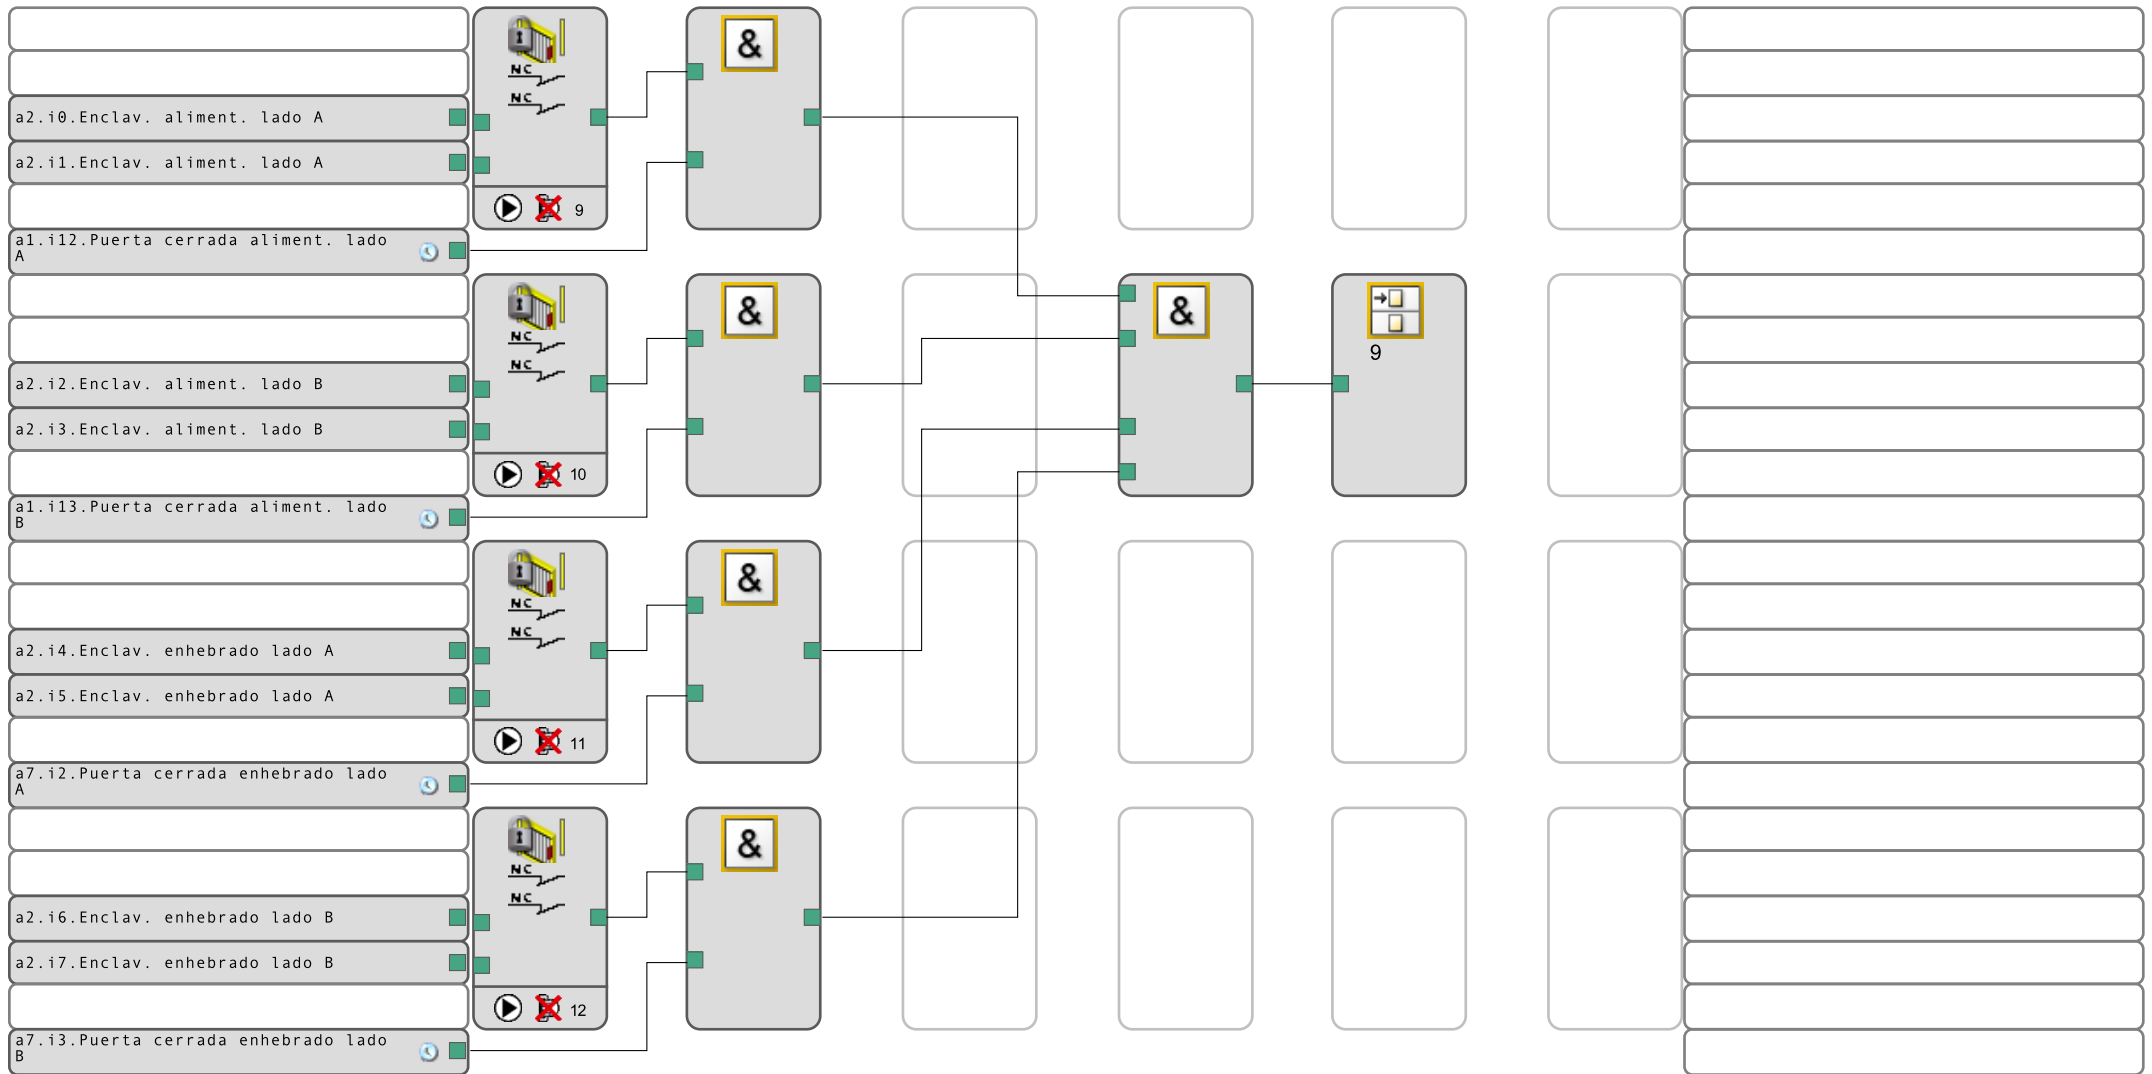 NC
&
NC
a2.i0.Enclav. aliment. lado A
a2.i1.Enclav. aliment. lado A
9
a1.i12.Puerta cerrada aliment. lado
A
NC
&
&
NC
9
a2.i2.Enclav. aliment. lado B
a2.i3.Enclav. aliment. lado B
10
a1.i13.Puerta cerrada aliment. lado
B
NC
&
NC
a2.i4.Enclav. enhebrado lado A
a2.i5.Enclav. enhebrado lado A
11
a7.i2.Puerta cerrada enhebrado lado
A
NC
&
NC
a2.i6.Enclav. enhebrado lado B
a2.i7.Enclav. enhebrado lado B
12
a7.i3.Puerta cerrada enhebrado lado
B